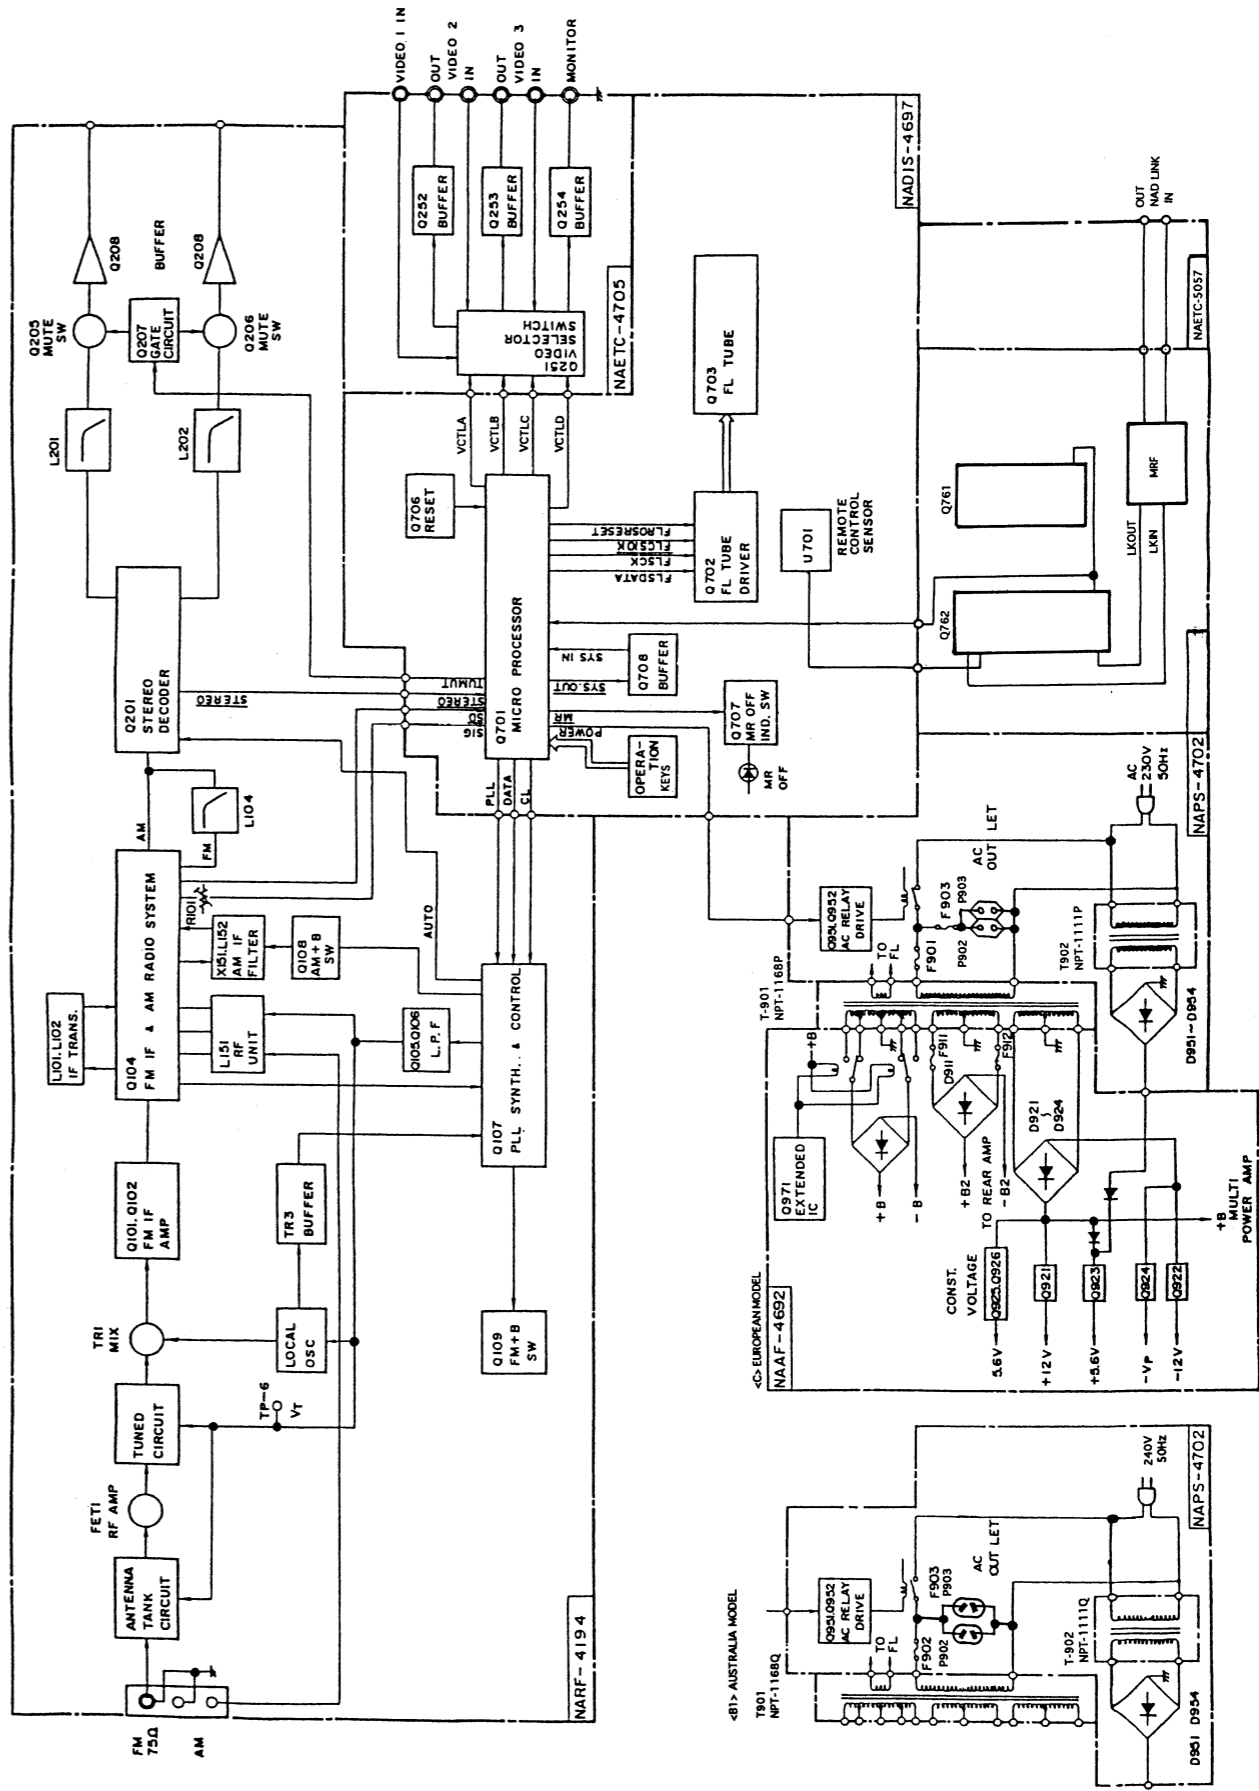 FM
75Ω
AM
ANTENNA
TANK
CIRCUIT
FET1
RF AMP
TUNED
CIRCUIT
TP-6
VT
TR1
MIX
LOCAL
OSC
TR3
BUFFER
Q101.Q102
FM IF
AMP
L101.L102
IF TRANS.
Q104
FM IF & AM RADIO SYSTEM
L151 RF
UNIT
X151.L152
AM IF
FILTER
R101
Q108
AM+B
SW
Q105.Q106
L.P.F
Q107
PLL SYNTH.. & CONTROL
Q109
FM+B
SW
AM
FM
L104
AUTO
Q201
STEREO
DECODER
STEREO
L201
L202
Q205
MUTE
SW
Q207
GATE
CIRCUIT
Q206
MUTE
SW
Q208
BUFFER
Q208
NARF-4194
PLL
DATA
CL
SIG
SD
STEREO
TUMUT
Q701
MICRO PROCESSOR
Q706
RESET
VCTLA
VCTLB
VCTLC
VCTLD
Q251
VIDEO
SELECTOR
SWITCH
Q252
BUFFER
Q253
BUFFER
Q254
BUFFER
VIDEO 1 IN
OUT
VIDEO 2
IN
OUT
VIDEO 3
IN
MONITOR
NAETC-4705
POWER
MR
SYS.OUT
SYS IN
FLSDATA
FLSCK
FLROSRESET
OPERA-
TION
KEYS
MR
OFF
Q707
MR OFF
IND. SW
Q708
BUFFER
Q702
FL TUBE
DRIVER
Q703
FL TUBE
U701
REMOTE
CONTROL
SENSOR
NADIS-4697
Q762
Q761
LKOUT
LKIN
MRF
OUT
NAD LINK
IN
NAETC-5057
<C> EUROPEAN MODEL
NAAF-4692
Q971
EXTENDED
IC
+B
T-901
NPT-1168P
+B
-B
D911
F911
F912
+B2
TO REAR AMP
-B2
D921
~
D924
CONST.
VOLTAGE
Q925.Q926
Q921
Q923
Q924
Q922
5.6V
+12V
+5.6V
-VP
-12V
+B
MULTI
POWER AMP
Q951.Q952
AC RELAY
DRIVE
TO
FL
F901
P902
F903
P903
AC
OUT LET
T902
NPT-1111P
D951~D954
AC
230V
50Hz
NAPS-4702
<B1> AUSTRALIA MODEL
T901
NPT-1168Q
Q951.Q952
AC RELAY
DRIVE
TO
FL
F902
P902
F903
P903
AC
OUT LET
T-902
NPT-1111Q
D951 D954
240V
50Hz
NAPS-4702